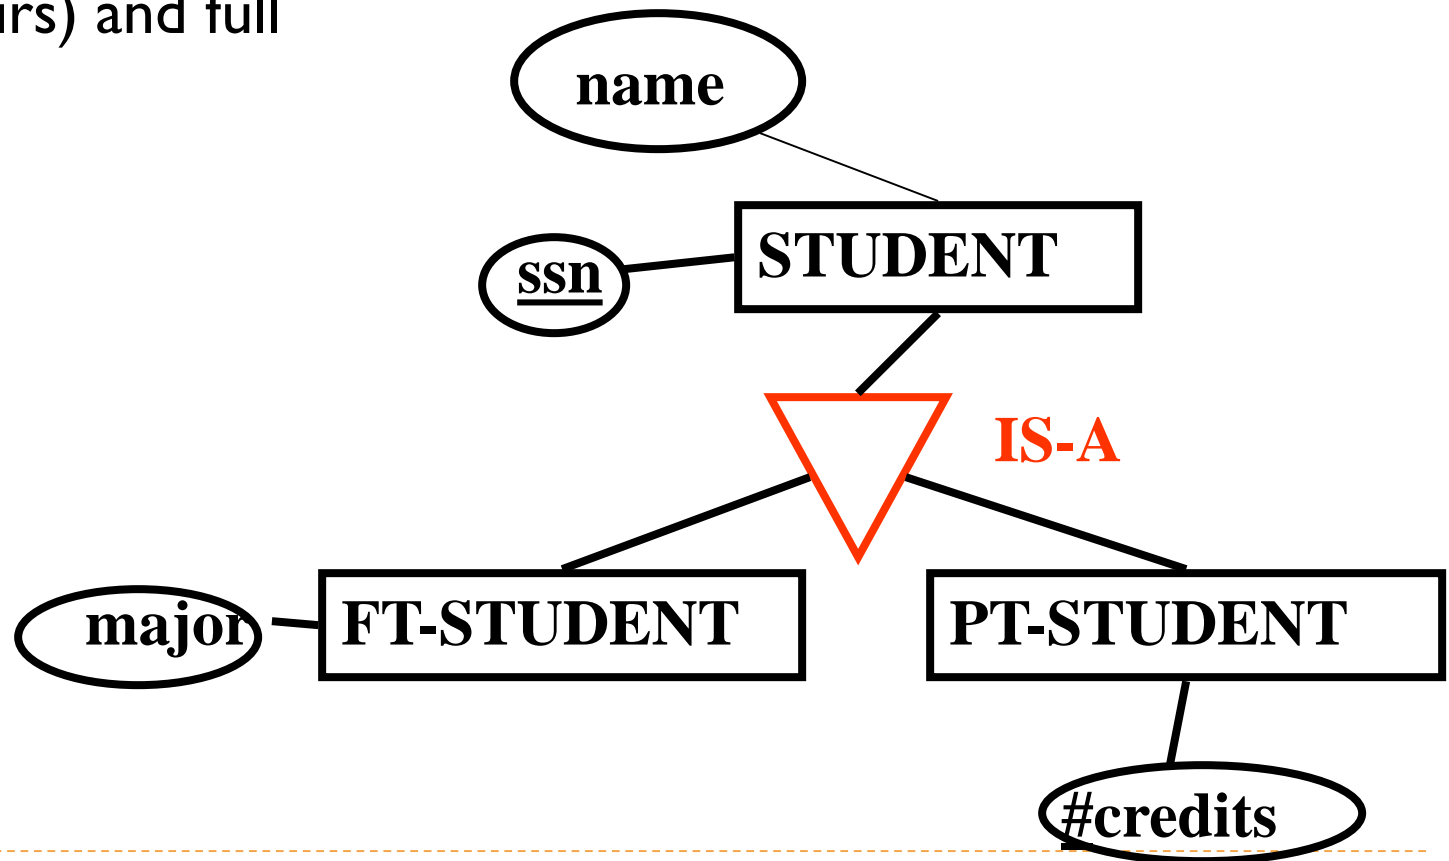 irs) and full
name
STUDENT
ssn
IS-A
major
FT-STUDENT
PT-STUDENT
#credits